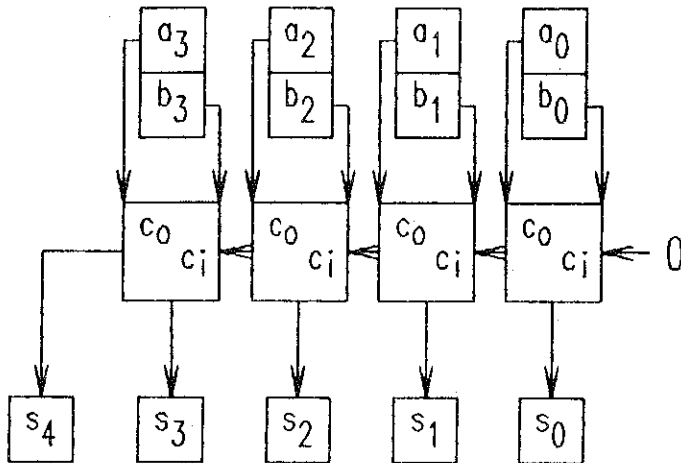 a3 a2 a1 a0
b3 b2 b1 b0
co co co co
ci ci ci ci 0
s4 s3 s2 s1 s0